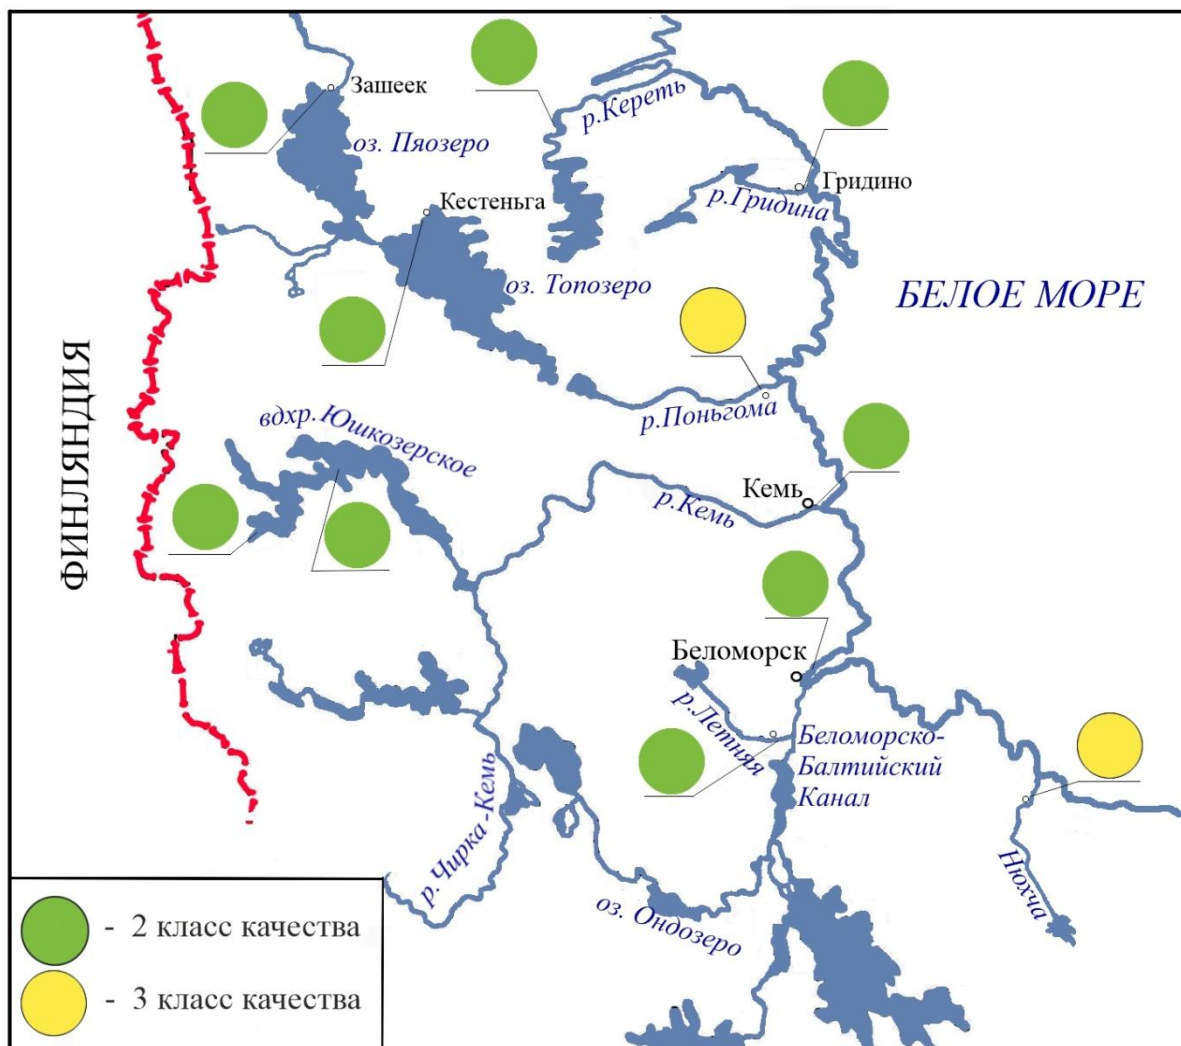 Зашеек
оз. Пяозеро
р.Кереть
Гридино
р.Гридина
Кестеньга
оз. Топозеро
БЕЛОЕ МОРЕ
ФИНЛЯНДИЯ
р.Поньгома
вдхр.Юшкозерское
Кемь
р.Кемь
Беломорск
р.Летняя
Беломорско-
Балтийский
Канал
р.Чирка-Кемь
оз. Ондозеро
Нюхча
- 2 класс качества
- 3 класс качества